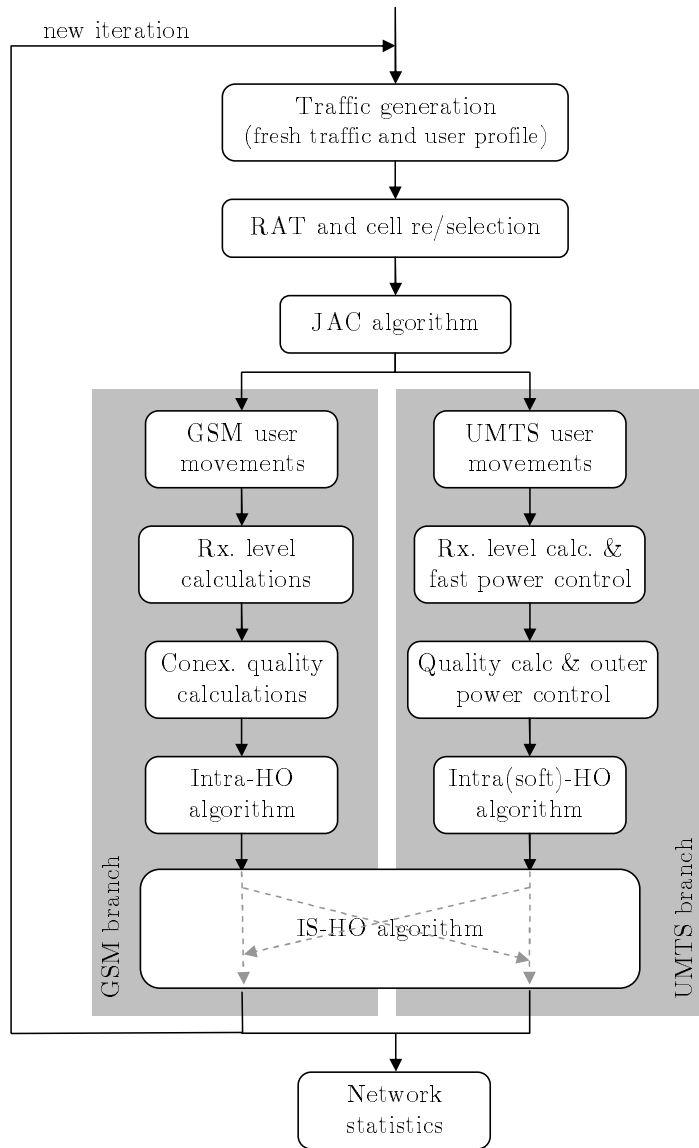 new iteration
Traffic generation
(fresh traffic and user profile)
RAT and cell re/selection
JAC algorithm
GSM user
movements
UMTS user
movements
Rx. level
calculations
Rx. level calc. &
fast power control
Conex. quality
calculations
Quality calc & outer
power control
Intra-HO
algorithm
Intra(soft)-HO
algorithm
GSM branch
IS-HO algorithm
UMTS branch
Network
statistics